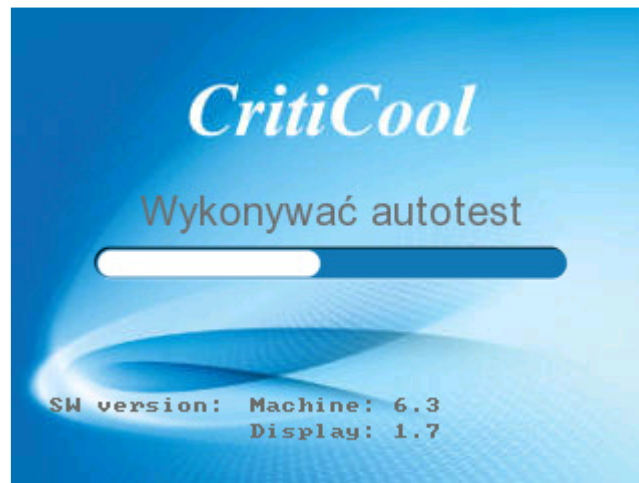 CritiCool
Wykonywać autotest
SW version: Machine: 6.3
Display: 1.7